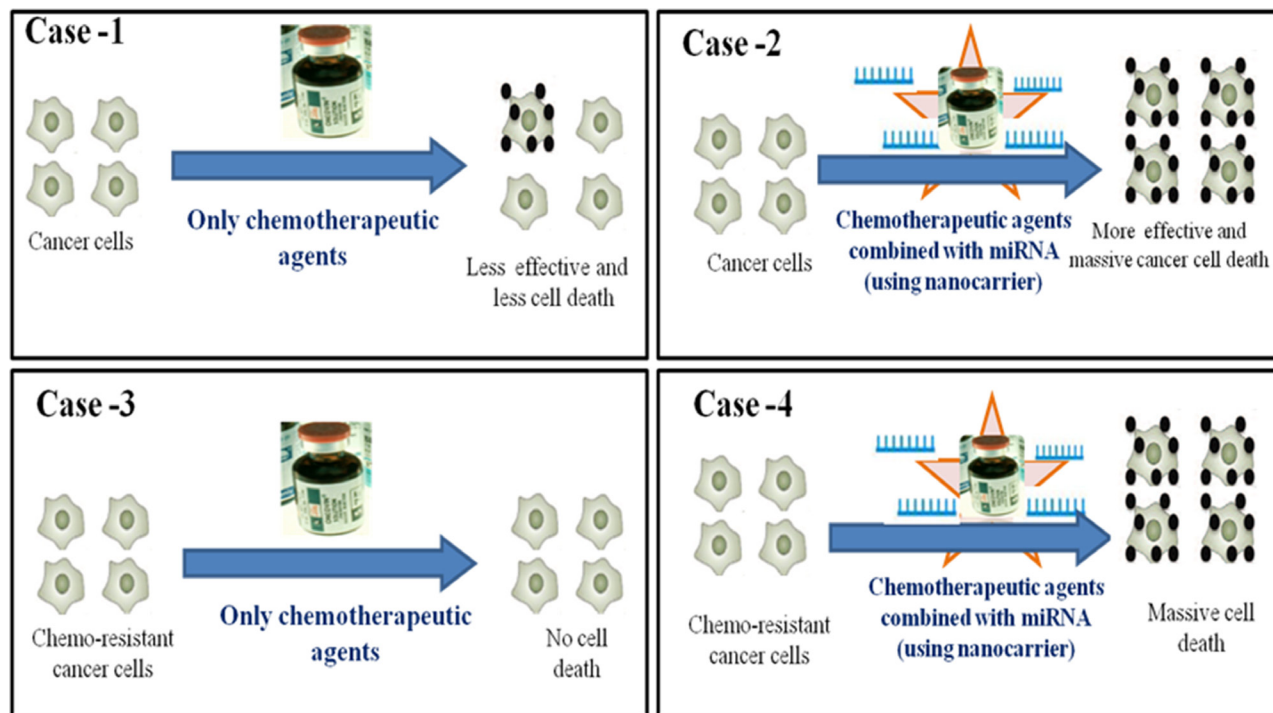 Case -1
Only chemotherapeutic
agents
Cancer cells
Less effective and
less cell death
Case -2
Chemotherapeutic agents
combined with miRNA
(using nanocarrier)
Cancer cells
More effective and
massive cancer cell death
Case -3
Only chemotherapeutic
agents
Chemo-resistant
cancer cells
No cell
death
Case -4
Chemotherapeutic agents
combined with miRNA
(using nanocarrier)
Chemo-resistant
cancer cells
Massive cell
death